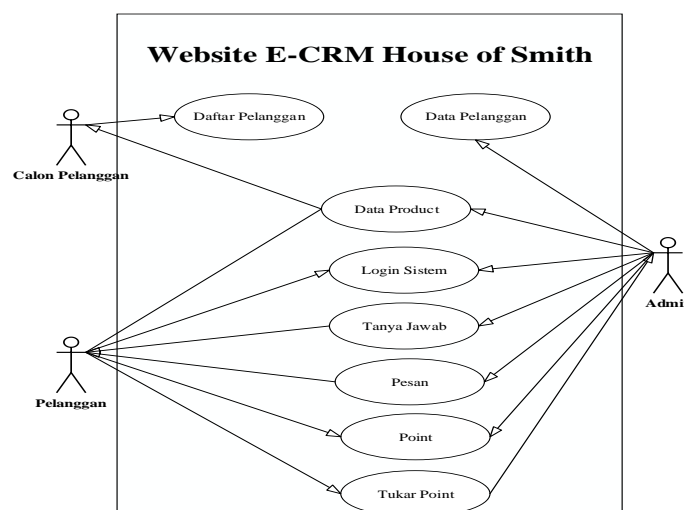 Website E-CRM House of Smith
Daftar Pelanggan
Data Pelanggan
Calon Pelanggan
Data Product
Login Sistem
Admi
Tanya Jawab
Pesan
Pelanggan
Point
Tukar Point